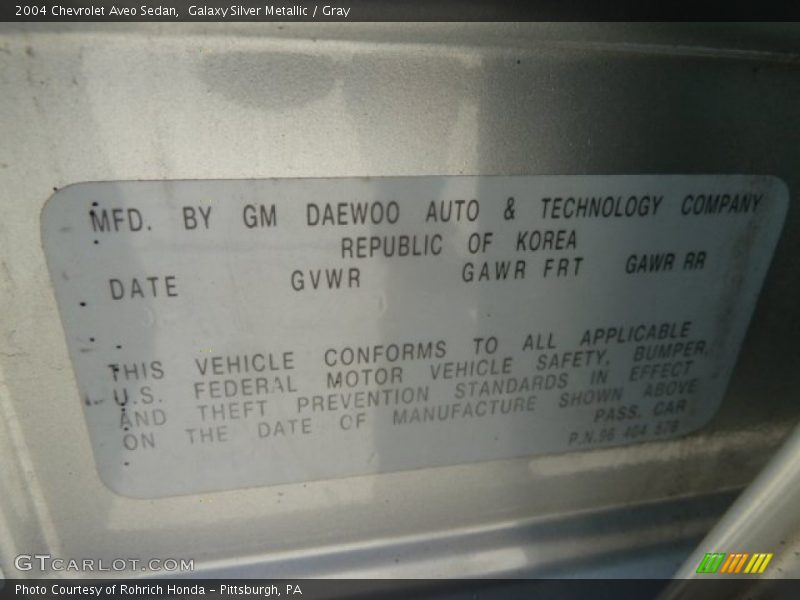 2004 Chevrolet Aveo Sedan,  Galaxy Silver Metallic / Gray
MFD. BY GM DAEWOO AUTO & TECHNOLOGY COMPANY
REPUBLIC OF KOREA
DATE GVWR GAWR FRT GAWR RR
THIS VEHICLE CONFORMS TO ALL APPLICABLE
U.S. FEDERAL MOTOR VEHICLE SAFETY, BUMPER,
AND THEFT PREVENTION STANDARDS IN EFFECT
ON THE DATE OF MANUFACTURE SHOWN ABOVE
PASS. CAR
P.N.96 404 578
GTCARLOT.COM
Photo Courtesy of Rohrich Honda – Pittsburgh, PA